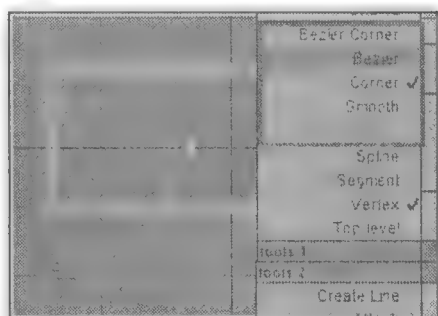 Bezier Corner
Bezier
Corner ✓
Smooth
Spline
Segment
Vertex ✓
Top level
tools 1
tools 2
Create Line